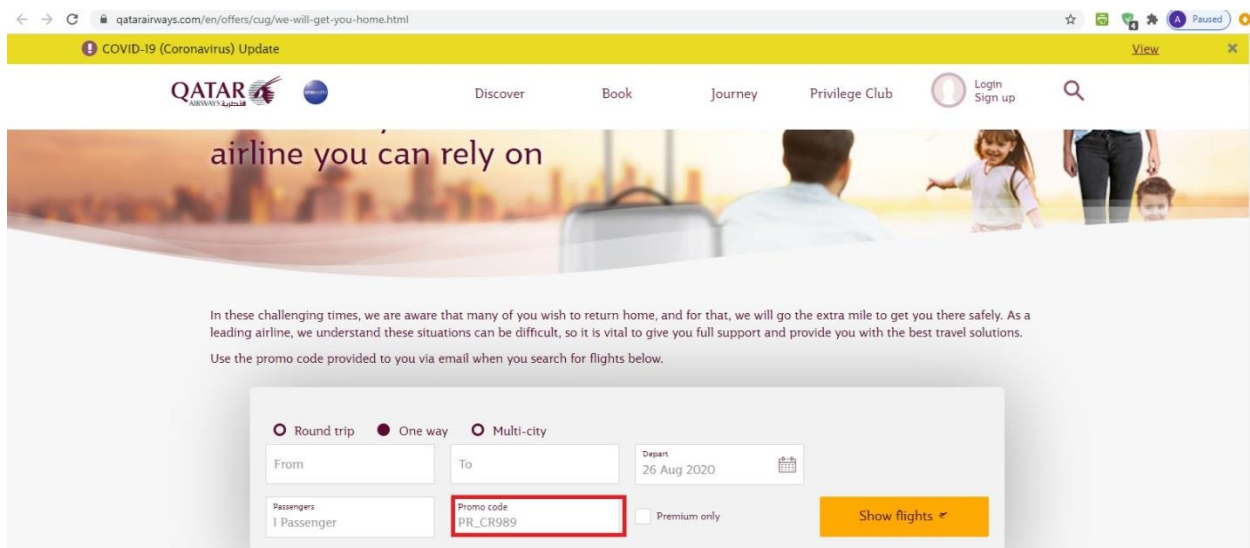 qatarairways.com/en/offers/cug/we-will-get-you-home.html
A Paused
COVID-19 (Coronavirus) Update View
QATAR
AIRWAYS القطرية
Discover Book Journey Privilege Club
Login
Sign up
airline you can rely on
In these challenging times, we are aware that many of you wish to return home, and for that, we will go the extra mile to get you there safely. As a
leading airline, we understand these situations can be difficult, so it is vital to give you full support and provide you with the best travel solutions.
Use the promo code provided to you via email when you search for flights below.
Round trip One way Multi-city
From
To
Depart
26 Aug 2020
Passengers
1 Passenger
Promo code
PR_CR989
Premium only
Show flights